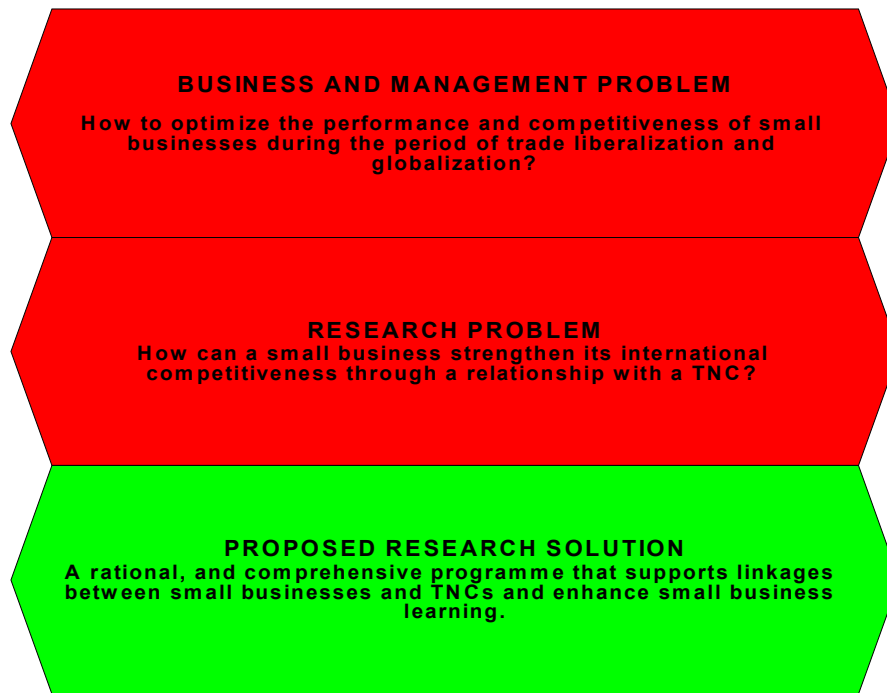 BUSINESS AND MANAGEMENT PROBLEM
How to optimize the performance and competitiveness of small
businesses during the period of trade liberalization and
globalization?
RESEARCH PROBLEM
How can a small business strengthen its international
competitiveness through a relationship with a TNC?
PROPOSED RESEARCH SOLUTION
A rational, and comprehensive programme that supports linkages
between small businesses and TNCs and enhance small business
learning.